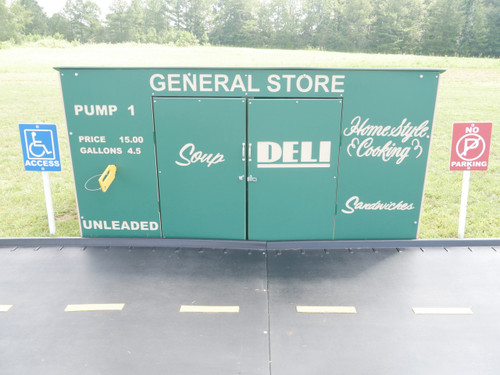 GENERAL STORE
PUMP 1
PRICE 15.00
GALLONS 4.5
UNLEADED
Soup
DELI
Home Style
(Cooking)
Sandwiches
ACCESS
NO
PARKING